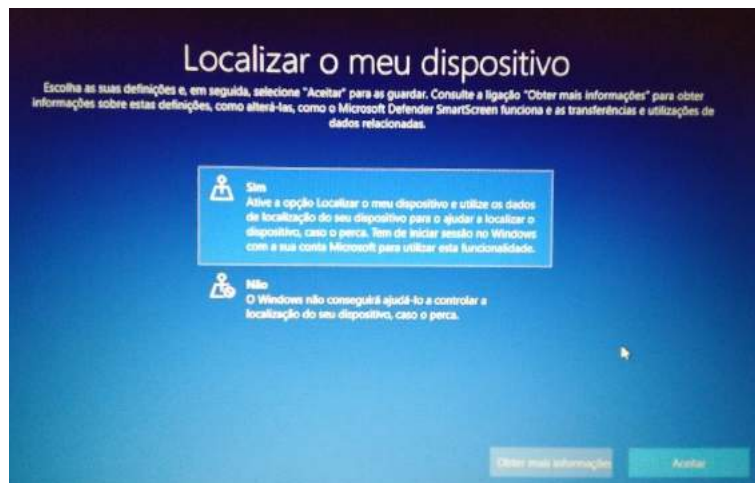 Localizar o meu dispositivo
Escolha as suas definições e, em seguida, selecione "Aceitar" para as guardar. Consulte a ligação "Obter mais informações" para obter
informações sobre estas definições, como alterá-las, como o Microsoft Defender SmartScreen funciona e as transferências e utilizações de
dados relacionadas.
Sim
Ative a opção Localizar o meu dispositivo e utilize os dados
de localização do seu dispositivo para o ajudar a localizar o
dispositivo, caso o perca. Tem de iniciar sessão no Windows
com a sua conta Microsoft para utilizar esta funcionalidade.
Não
O Windows não conseguirá ajudá-lo a controlar a
localização do seu dispositivo, caso o perca.
Obter mais informações
Aceitar